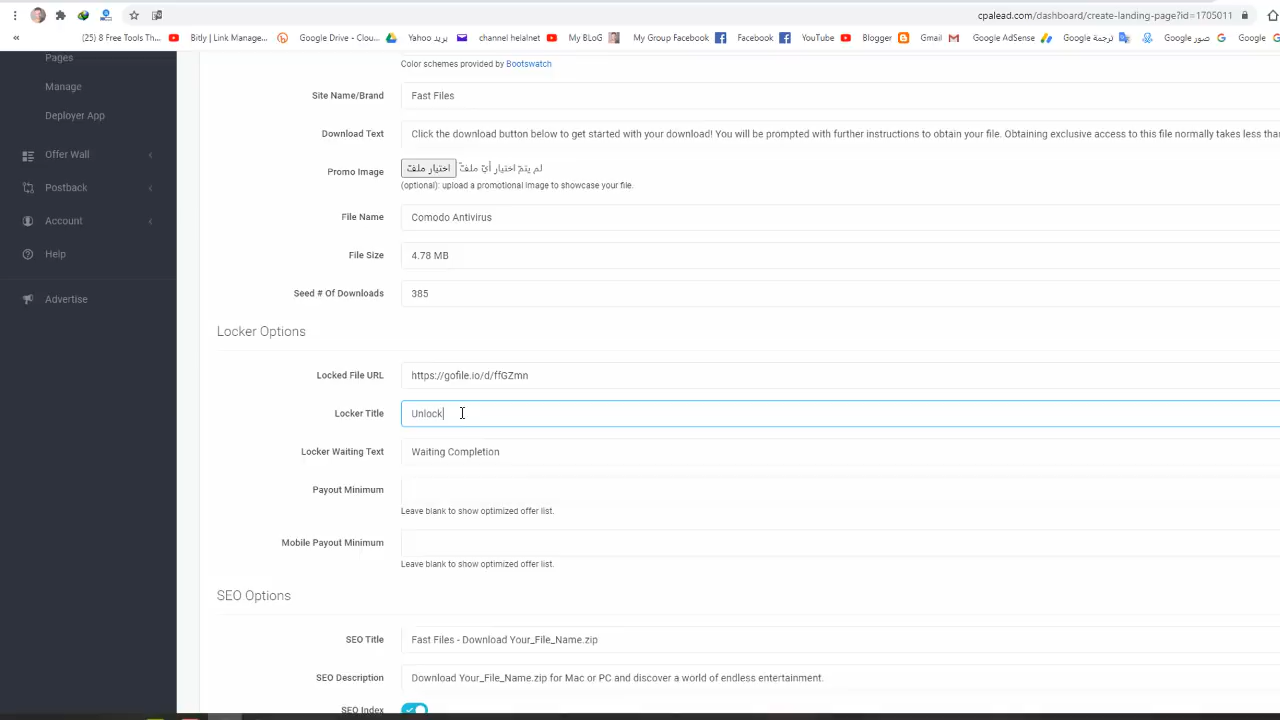 cpalead.com/dashboard/create-landing-page?id=1705011
« (25) 8 Free Tools Th... Bitly | Link Manage... Google Drive - Clou... بريد Yahoo channel helalnet My BLoG My Group Facebook Facebook YouTube Blogger Gmail Google AdSense ترجمة Google صور Google Google
Pages
Color schemes provided by Bootswatch
Manage
Site Name/Brand Fast Files
Deployer App
Download Text Click the download button below to get started with your download! You will be prompted with further instructions to obtain your file. Obtaining exclusive access to this file normally takes less tha
Offer Wall
Promo Image اختيار ملفّ لم يتمّ اختيار أيّ ملفّ
(optional): upload a promotional image to showcase your file.
Postback
Account
File Name Comodo Antivirus
Help
File Size 4.78 MB
Advertise
Seed # Of Downloads 385
Locker Options
Locked File URL https://gofile.io/d/ffGZmn
Locker Title Unlock
Locker Waiting Text Waiting Completion
Payout Minimum
Leave blank to show optimized offer list.
Mobile Payout Minimum
Leave blank to show optimized offer list.
SEO Options
SEO Title Fast Files - Download Your_File_Name.zip
SEO Description Download Your_File_Name.zip for Mac or PC and discover a world of endless entertainment.
SEO Index